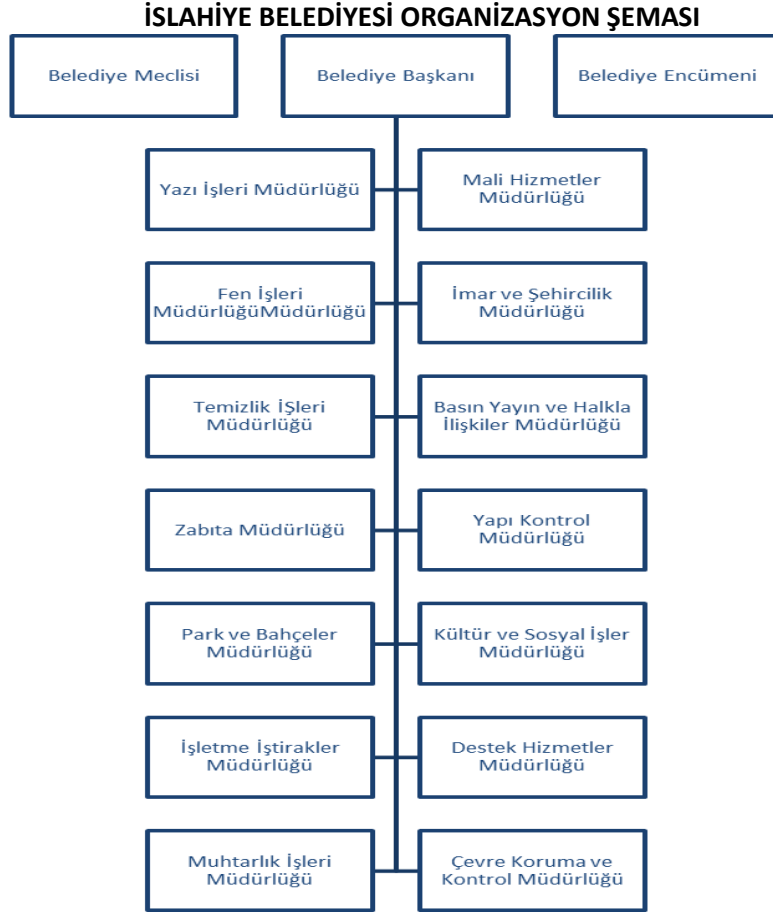 İSLAHİYE BELEDİYESİ ORGANİZASYON ŞEMASI
Belediye Meclisi
Belediye Başkanı
Belediye Encümeni
Yazı İşleri Müdürlüğü
Mali Hizmetler
Müdürlüğü
Fen İşleri
MüdürlüğüMüdürlüğü
İmar ve Şehircilik
Müdürlüğü
Temizlik İŞleri
Müdürlüğü
Basın Yayın ve Halkla
İlişkiler Müdürlüğü
Zabıta Müdürlüğü
Yapı Kontrol
Müdürlüğü
Park ve Bahçeler
Müdürlüğü
Kültür ve Sosyal İşler
Müdürlüğü
İşletme İştirakler
Müdürlüğü
Destek Hizmetler
Müdürlüğü
Muhtarlık İşleri
Müdürlüğü
Çevre Koruma ve
Kontrol Müdürlüğü